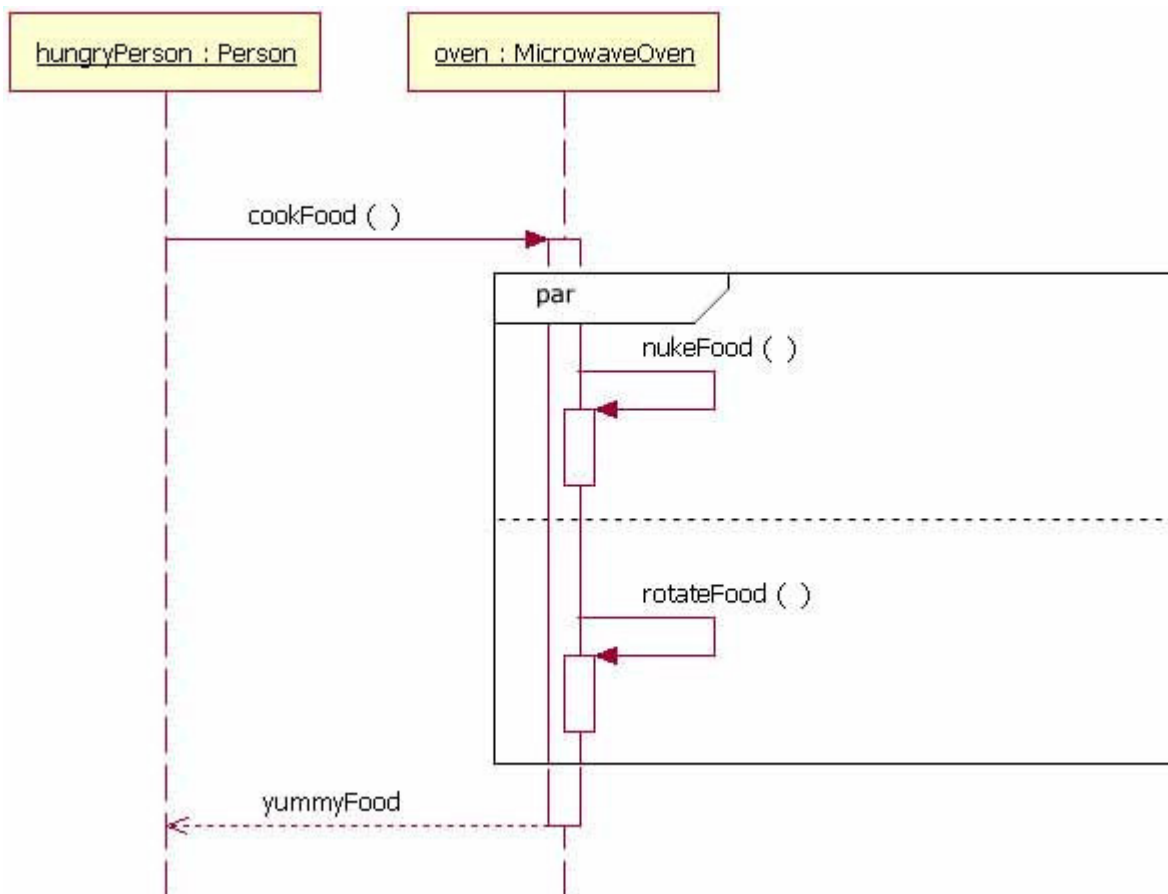 hungryPerson : Person
oven : MicrowaveOven
cookFood ( )
par
nukeFood ( )
rotateFood ( )
yummyFood